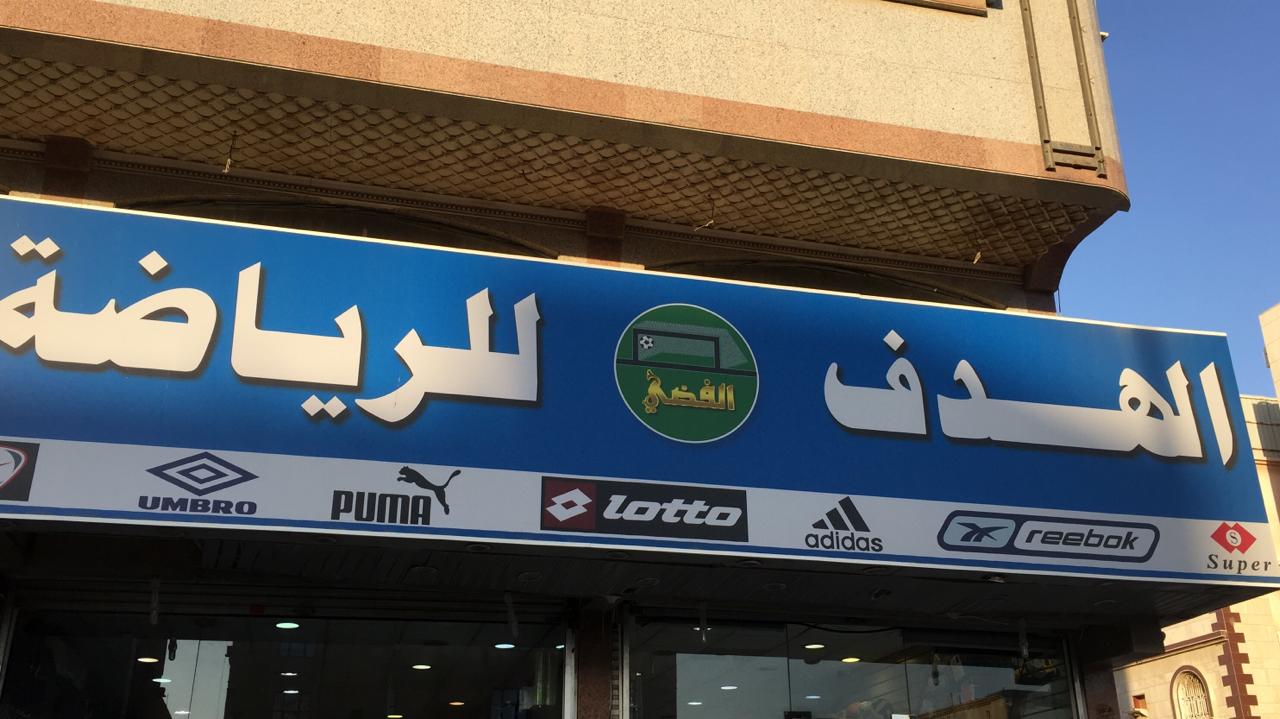 الهدف للرياضة
الفضي
UMBRO PUMA lotto adidas reebok Super